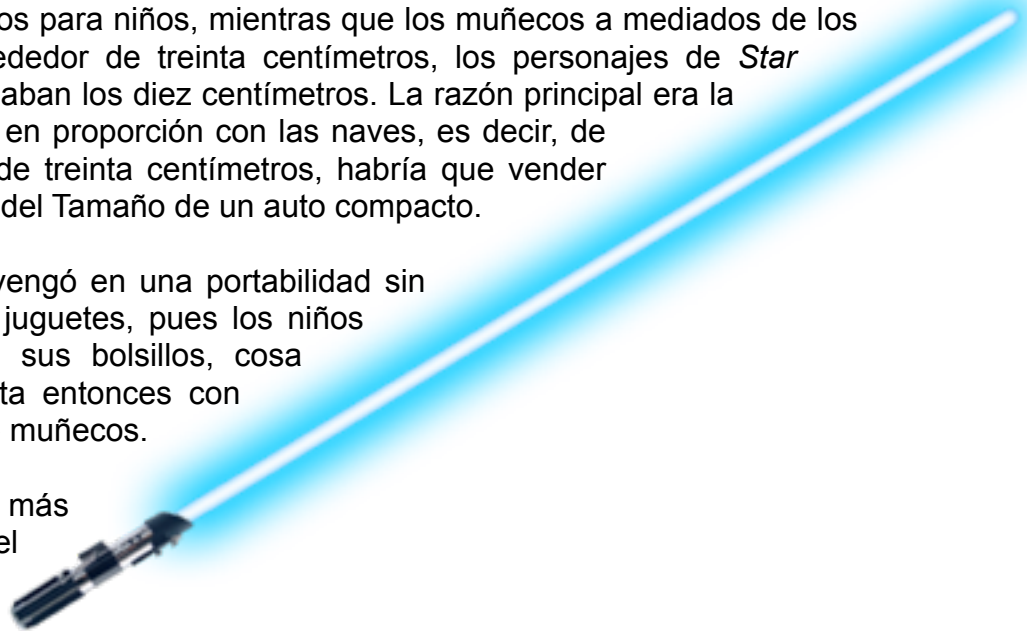 os para niños, mientras que los muñecos a mediados de los
ededor de treinta centímetros, los personajes de Star
aban los diez centímetros. La razón principal era la
en proporción con las naves, es decir, de
de treinta centímetros, habría que vender
del Tamaño de un auto compacto.
vengó en una portabilidad sin
juguetes, pues los niños
sus bolsillos, cosa
ta entonces con
muñecos.
más
el